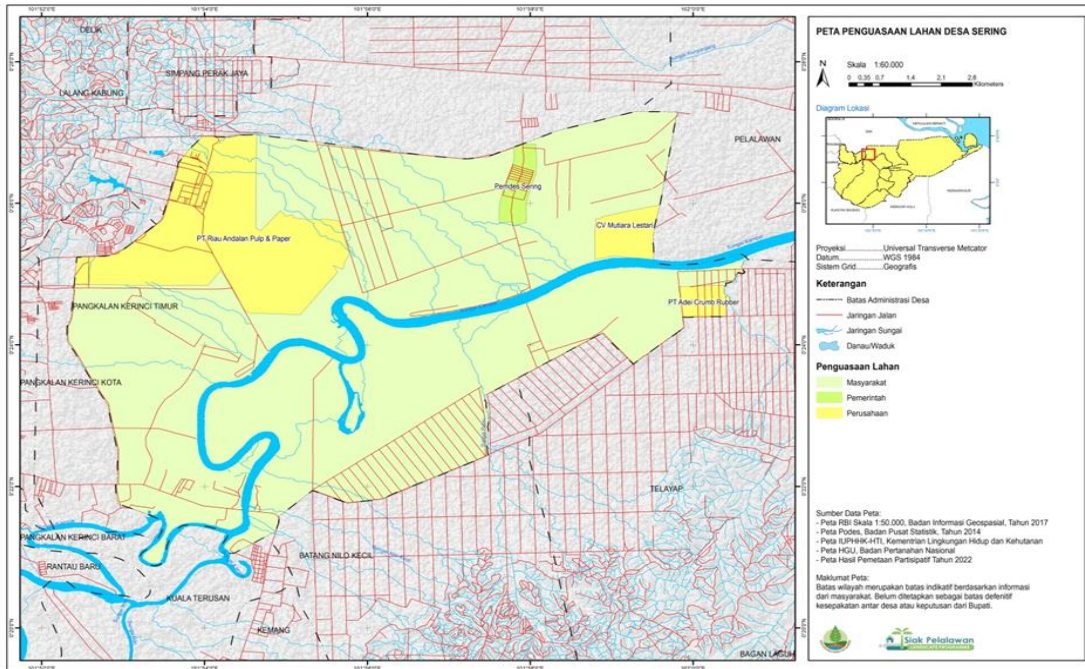 PETA PENGUASAAN LAHAN DESA SERING
N
Skala 1:60.000
0 0,35 0,7 1,4 2,1 2,8
Kilometers
Diagram Lokasi
Proyeksi..........Universal Transverse Metcator
Datum..........WGS 1984
Sistem Grid..........Geografis
Keterangan
Batas Administrasi Desa
Jaringan Jalan
Jaringan Sungai
Danau/Waduk
Penguasaan Lahan
Masyarakat
Pemerintah
Perusahaan
Sumber Data Peta:
- Peta RBI Skala 1:50.000, Badan Informasi Geospasial, Tahun 2017
- Peta Podes, Badan Pusat Statistik, Tahun 2014
- Peta IUPHHK-HTI, Kementrian Lingkungan Hidup dan Kehutanan
- Peta HGU, Badan Pertanahan Nasional
- Peta Hasil Pemetaan Partisipatif Tahun 2022
Maklumat Peta:
Batas wilayah merupakan batas indikatif berdasarkan informasi
dari masyarakat. Belum ditetapkan sebagai batas defenitif
kesepakatan antar desa atau keputusan dari Bupati.
Siak Pelalawan
LANDSCAPE PROGRAMME
DELIK
SIMPANG PERAK JAYA
LALANG KABUNG
PELALAWAN
Pemdes Sering
CV Mutiara Lestari
PT Riau Andalan Pulp & Paper
Sungai Kampar
PT Adei Crumb Rubber
PANGKALAN KERINCI TIMUR
PANGKALAN KERINCI KOTA
TELAYAP
PANGKALAN KERINCI BARAT
BATANG NILO KECIL
RANTAU BARU
KUALA TERUSAN
KEMANG
BAGAN LAGUH